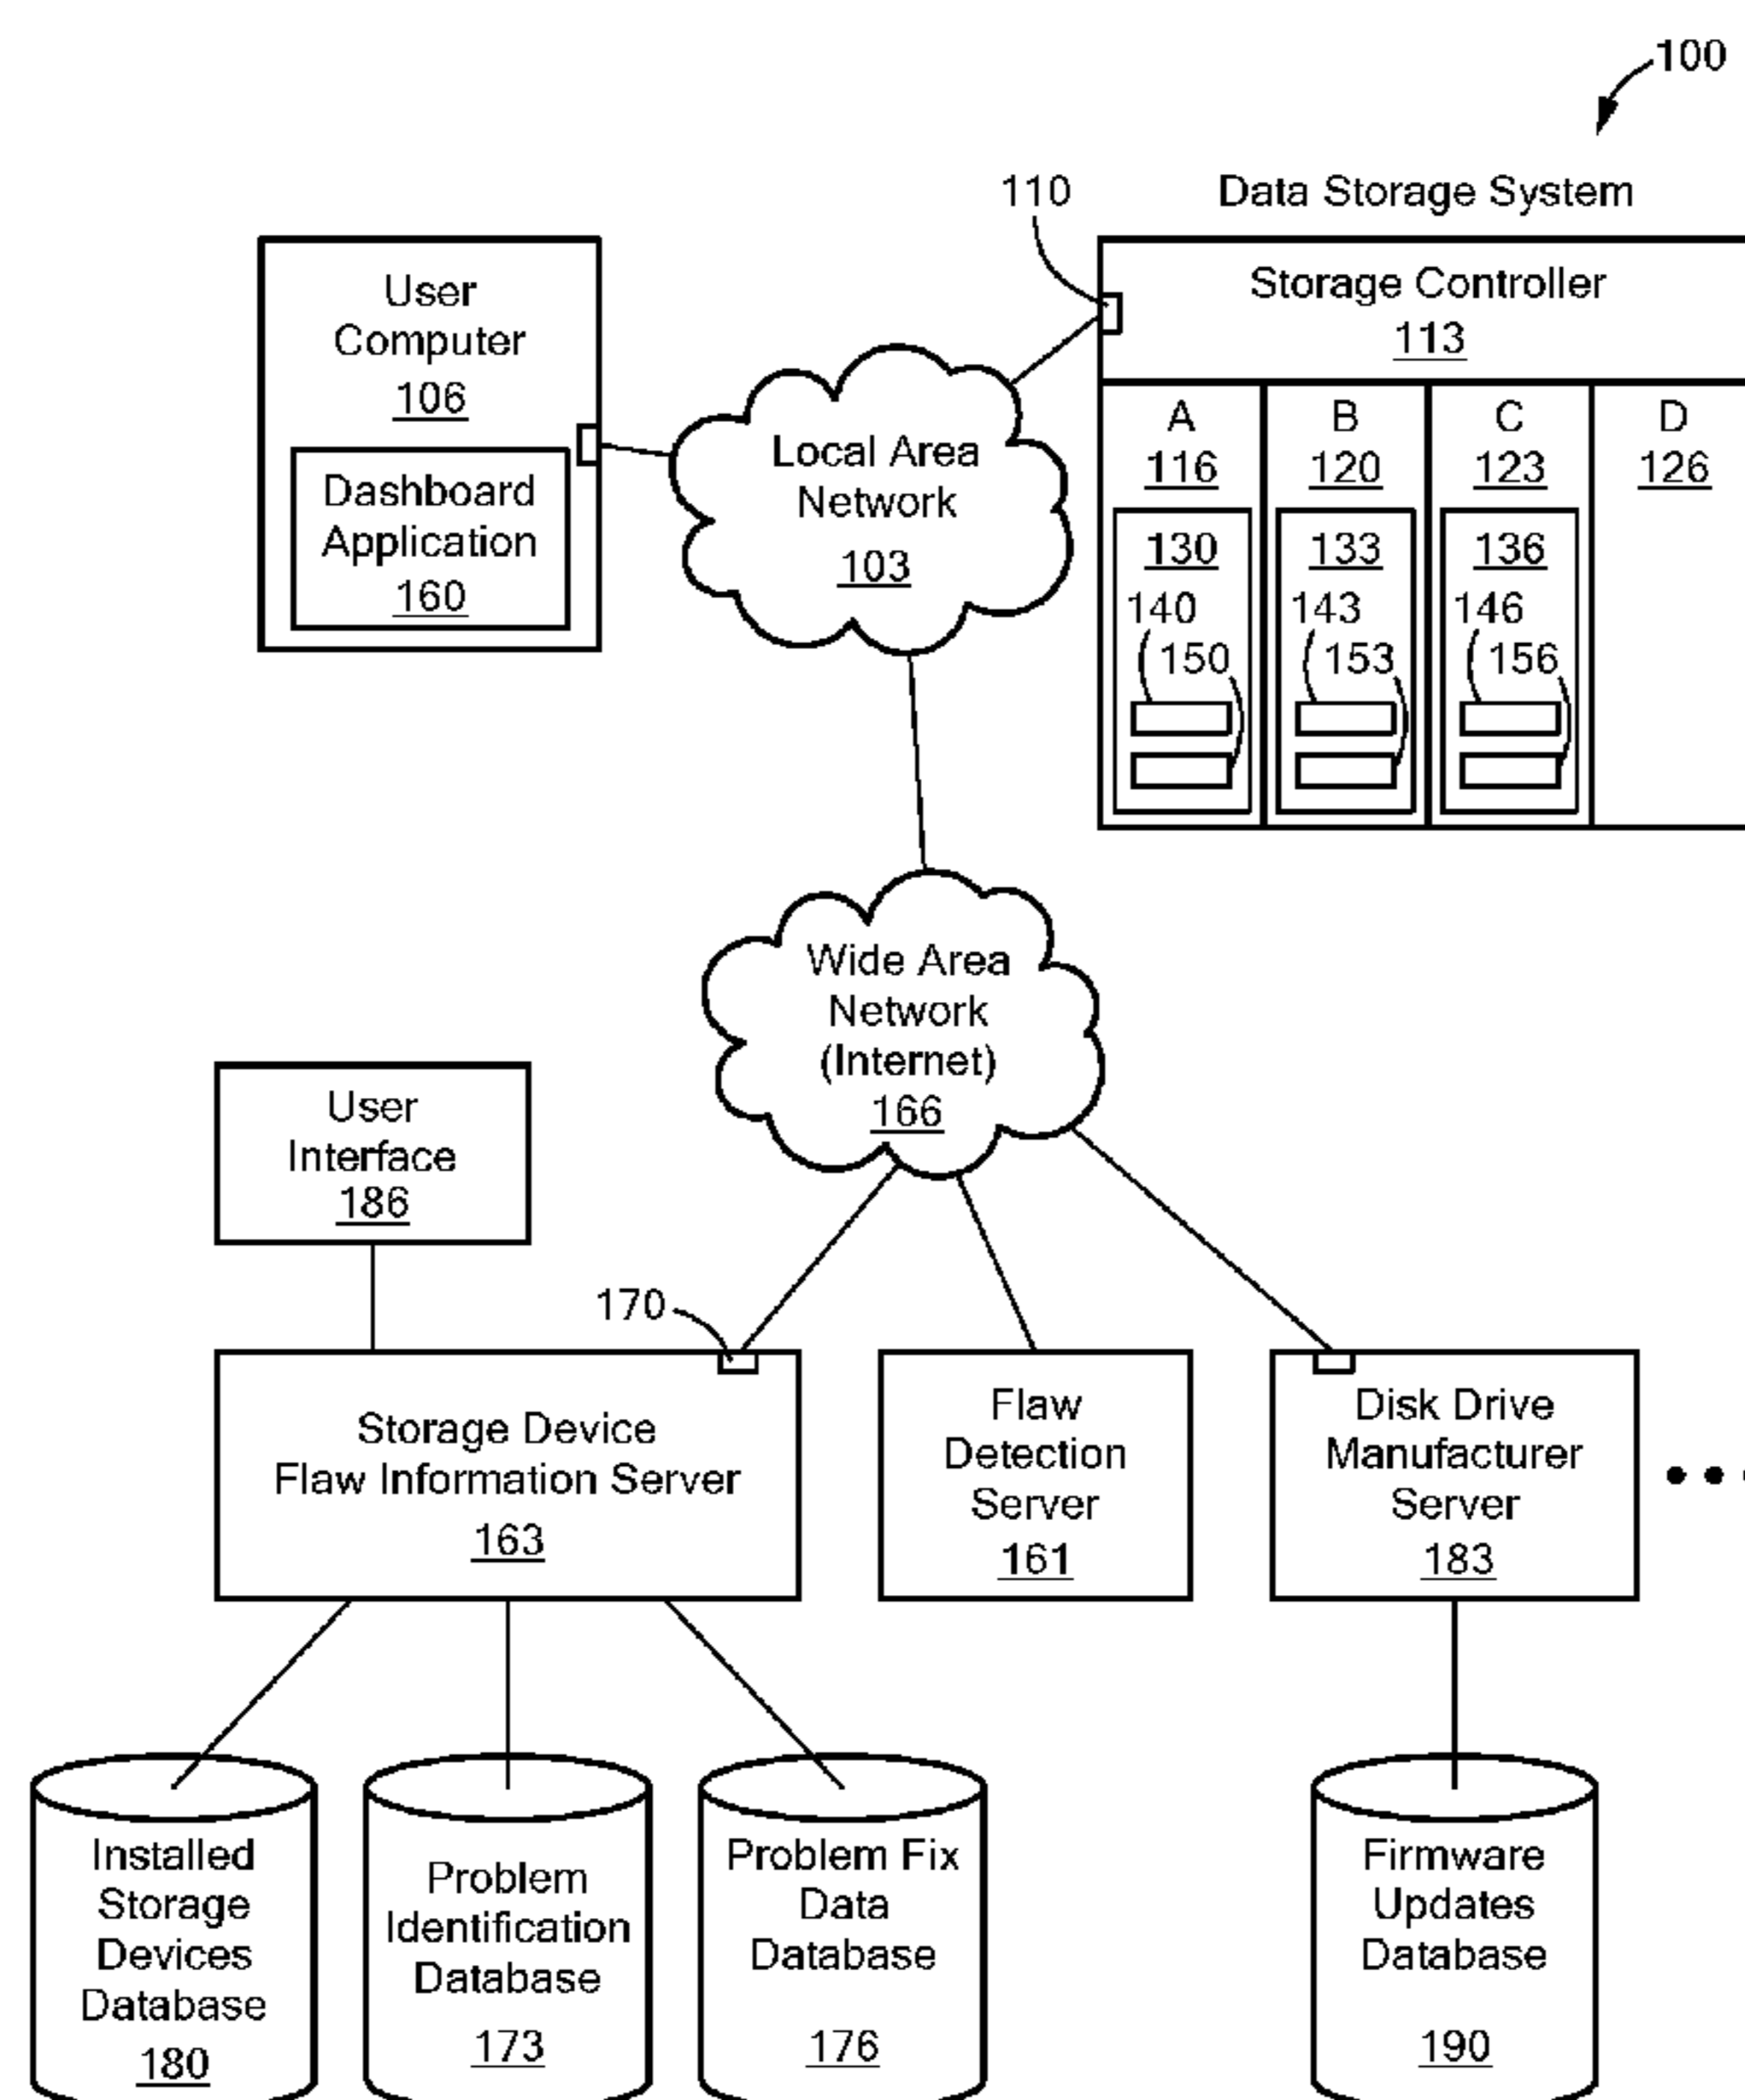 100
110
Data Storage System
User
Computer
106
Dashboard
Application
160
Storage Controller
113
Local Area
Network
103
A
116
130
140
150
B
120
133
143
153
C
123
136
146
156
D
126
Wide Area
Network
(Internet)
166
User
Interface
186
170
Storage Device
Flaw Information Server
163
Flaw
Detection
Server
161
Disk Drive
Manufacturer
Server
183
Installed
Storage
Devices
Database
180
Problem
Identification
Database
173
Problem Fix
Data
Database
176
Firmware
Updates
Database
190